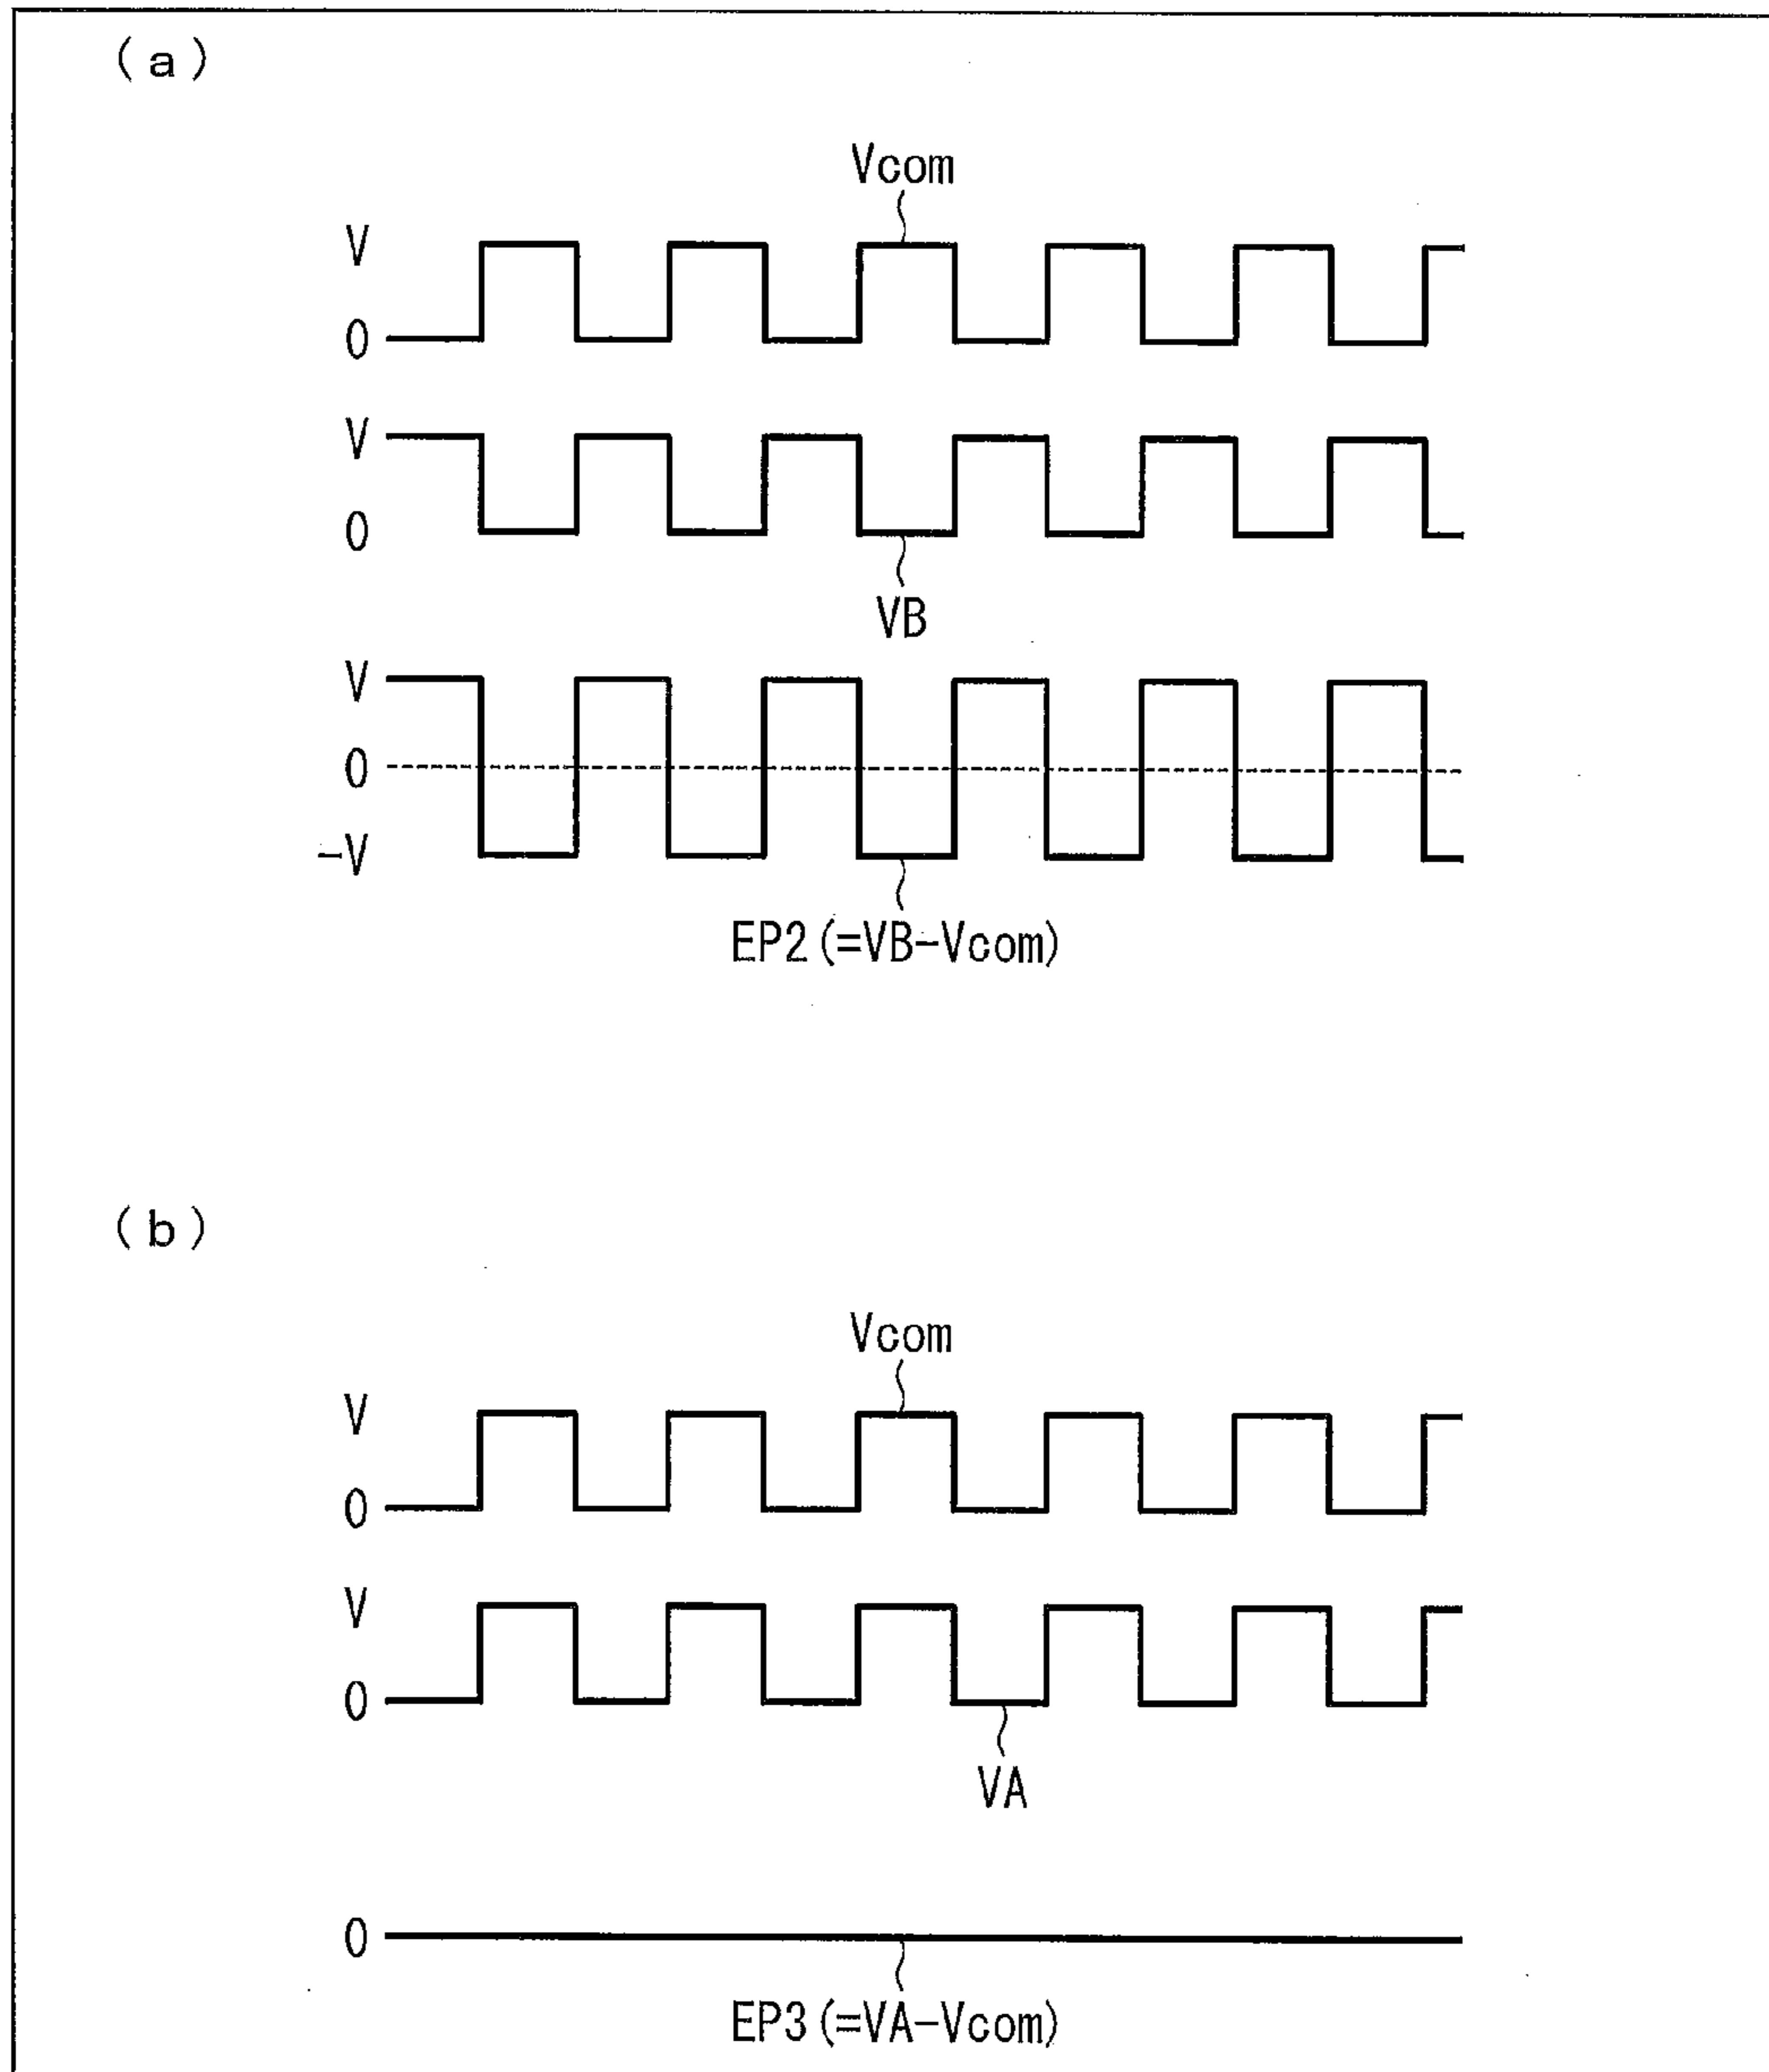 (a)
Vcom
V
0
V
0
VB
V
0
-V
EP2(=VB-Vcom)
(b)
Vcom
V
0
V
0
VA
0
EP3(=VA-Vcom)